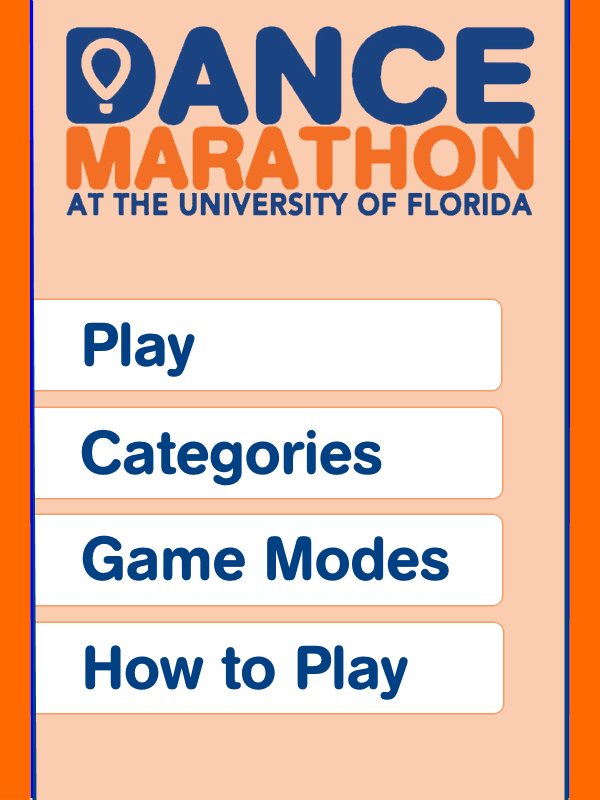 DANCE
MARATHON
AT THE UNIVERSITY OF FLORIDA
Play
Categories
Game Modes
How to Play